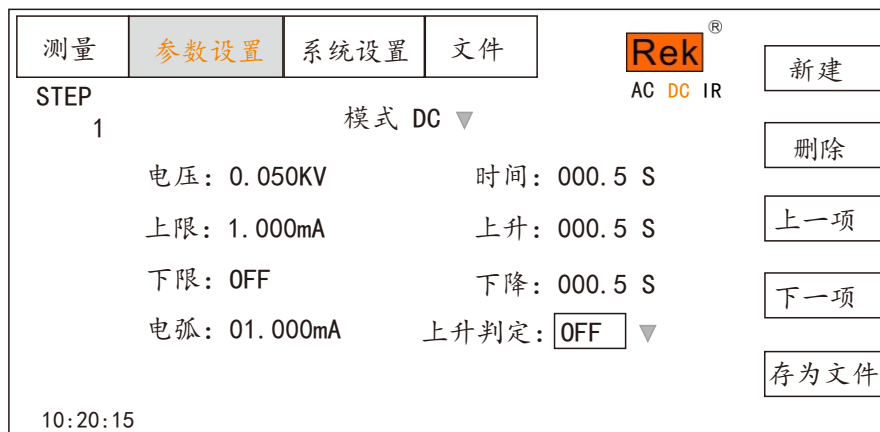 测量 参数设置 系统设置 文件 Rek® 新建
STEP AC DC IR
1 模式 DC ▼
删除
电压: 0.050KV 时间: 000.5 S
上限: 1.000mA 上升: 000.5 S 上一项
下限: OFF 下降: 000.5 S 下一项
电弧: 01.000mA 上升判定: OFF ▼
存为文件
10:20:15